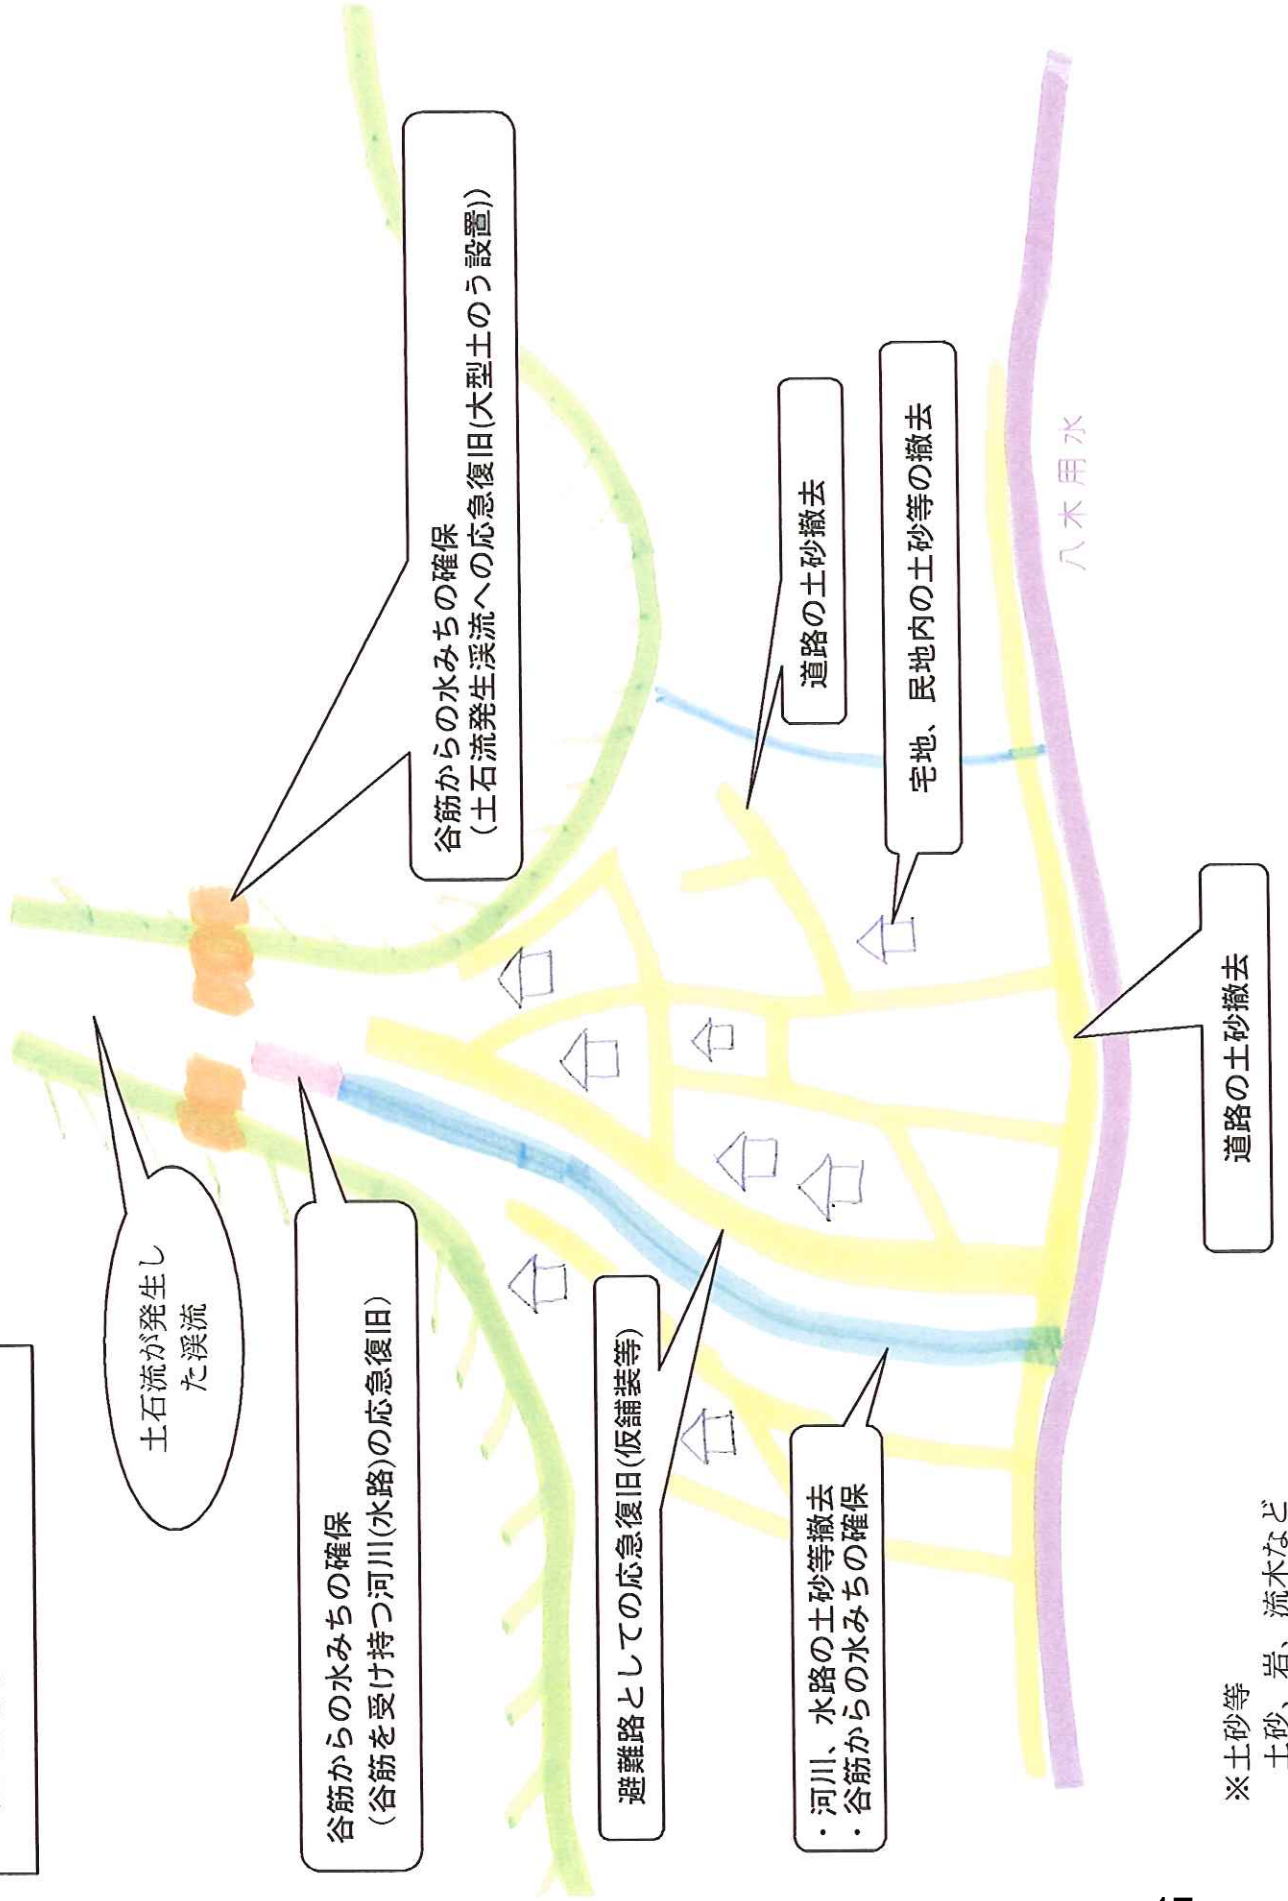 土石流が発生し
た渓流
谷筋からの水みちの確保
(谷筋を受け持つ河川(水路)の応急復旧)
谷筋からの水みちの確保
(土石流発生渓流への応急復旧(大型土のう設置))
避難路としての応急復旧(仮舗装等)
・河川、水路の土砂等撤去
・谷筋からの水みちの確保
道路の土砂撤去
宅地、民地内の土砂等の撤去
八木用水
道路の土砂撤去
※土砂等
土砂、岩、流木など